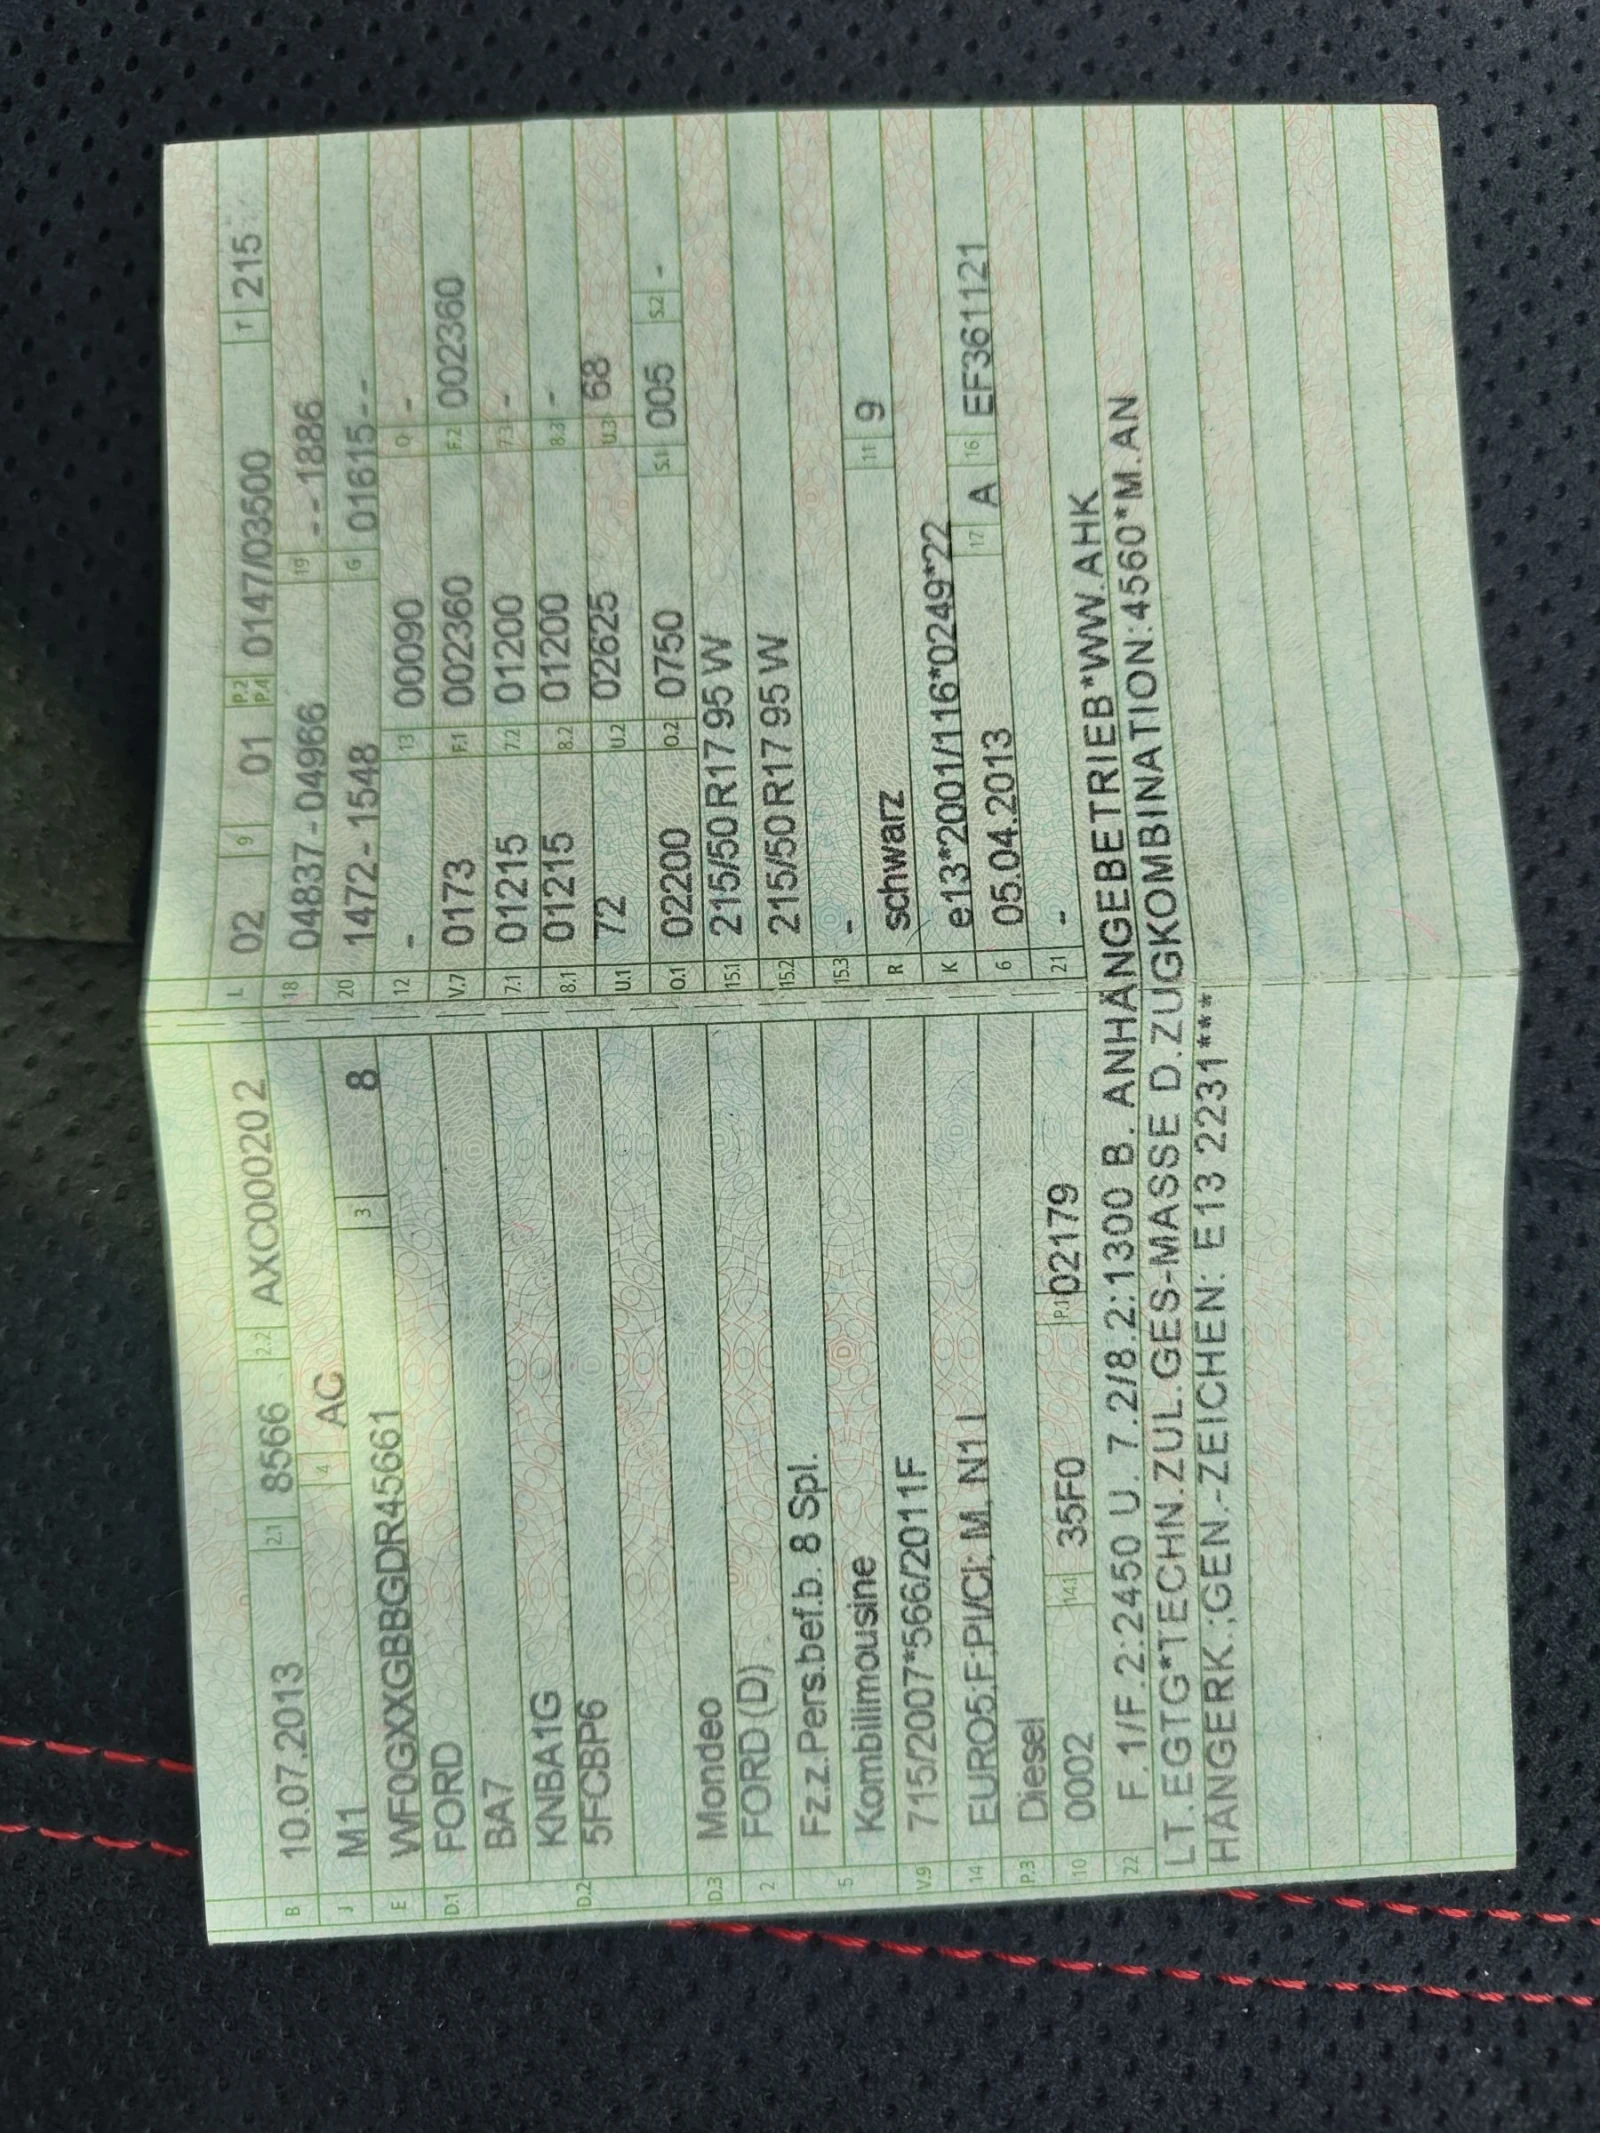 B 10.07.2013 2.1 8566 2.2 AXC000202
J M1 4 AC
E WF0GXXGBBGDR45661 3 8
D.1 FORD
D.2 BA7
KNBA1G
5FCBP6
D.3 Mondeo
2 FORD (D)
5 Fz.z.Pers.bef.b. 8 Spl.
Kombilimousine
V.9 715/2007*566/2011F
14 EURO5;F;PI/CI; M, N1 I
P.3 Diesel
10 0002 14.1 35F0 P.1 02179
L 02 9 01 P.2 P.4 0147/03500 T 215
18 04837-04966 19 --1886
20 1472-1548 G 01615--
12 - 13 00090 Q -
V.7 0173 F.1 002360 F.2 002360
7.1 01215 7.2 01200 7.3 -
8.1 01215 8.2 01200 8.3 -
U.1 72 U.2 02625 U.3 68
O.1 02200 O.2 0750 S.1 005 S.2 -
15.1 215/50R17 95W
15.2 215/50R17 95W
15.3 -
R schwarz 11 9
K e13*2001/116*0249*22
6 05.04.2013 17 A 16 EF361121
21 -
22 F.1/F.2:2450 U. 7.2/8.2:1300 B. ANHÄNGEBETRIEB*WW.AHK
LT.EGTG*TECHN.ZUL.GES-MASSE D.ZUGKOMBINATION:4560*M.AN
HÄNGERK.;GEN.-ZEICHEN: E13 2231***